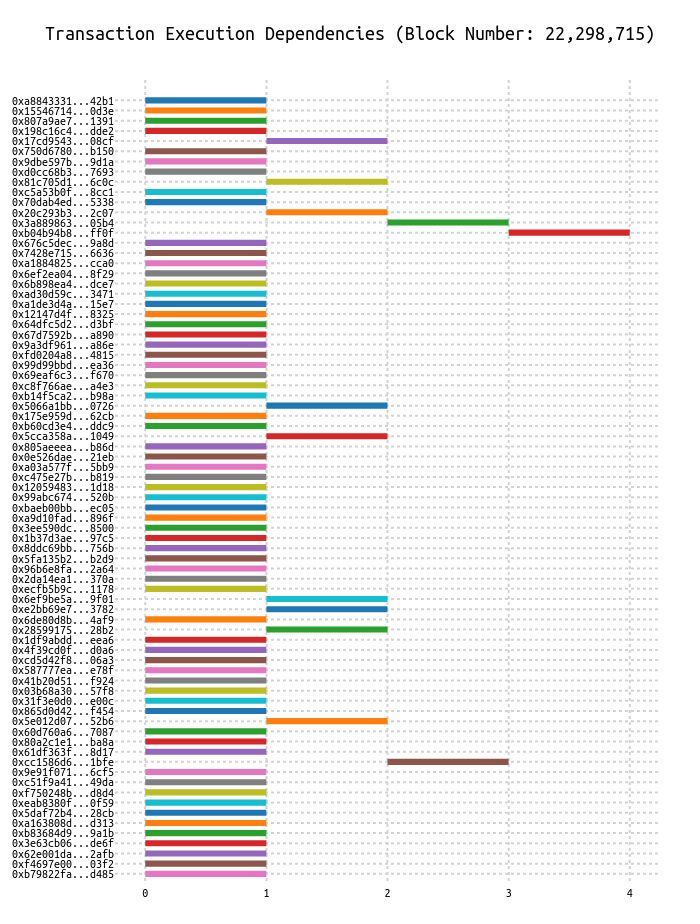 Transaction Execution Dependencies (Block Number: 22,298,715)
0xa8843331...42b1
0x15546714...0d3e
0x807a9ae7...1391
0x198c16c4...dde2
0x17cd9543...08cf
0x750d6780...b150
0x9dbe597b...9d1a
0xd0cc68b3...7693
0x81c705d1...6c0c
0xc5a53b0f...8cc1
0x70dab4ed...5338
0x20c293b3...2c07
0x3a889863...05b4
0xb04b94b8...ff0f
0x676c5dec...9a8d
0x7428e715...6636
0xa1884825...cca0
0x6ef2ea04...8f29
0x6b898ea4...dce7
0xad30d59c...3471
0xa1de3d4a...15e7
0x12147d4f...8325
0x64dfc5d2...d3bf
0x67d7592b...a890
0x9a3df961...a86e
0xfd0204a8...4815
0x99d99bbd...ea36
0x69eaf6c3...f670
0xc8f766ae...a4e3
0xb14f5ca2...b98a
0x5066a1bb...0726
0x175e959d...62cb
0xb60cd3e4...ddc9
0x5cca358a...1049
0x805aeeea...b86d
0x0e526dae...21eb
0xa03a577f...5bb9
0xc475e27b...b819
0x12059483...1d18
0x99abc674...520b
0xbaeb00bb...ec05
0xa9d10fad...896f
0x3ee590dc...8500
0x1b37d3ae...97c5
0x8ddc69bb...756b
0x5fa135b2...b2d9
0x96b6e8fa...2a64
0x2da14ea1...370a
0xecfb5b9c...1178
0x6ef9be5a...9f01
0xe2bb69e7...3782
0x6de80d8b...4af9
0x28599175...28b2
0x1df9abdd...eea6
0x4f39cd0f...d0a6
0xcd5d42f8...06a3
0x587777ea...e78f
0x41b20d51...f924
0x03b68a30...57f8
0x31f3e0d0...e00c
0x865d0d42...f454
0x5e012d07...52b6
0x60d760a6...7087
0x80a2c1e1...ba8a
0x61df363f...8d17
0xcc1586d6...1bfe
0x9e91f071...6cf5
0xc51f9a41...49da
0xf750248b...d8d4
0xeab8380f...0f59
0x5daf72b4...28cb
0xa163808d...d313
0xb83684d9...9a1b
0x3e63cb06...de6f
0x62e001da...2afb
0xf4697e00...03f2
0xb79822fa...d485
0 1 2 3 4